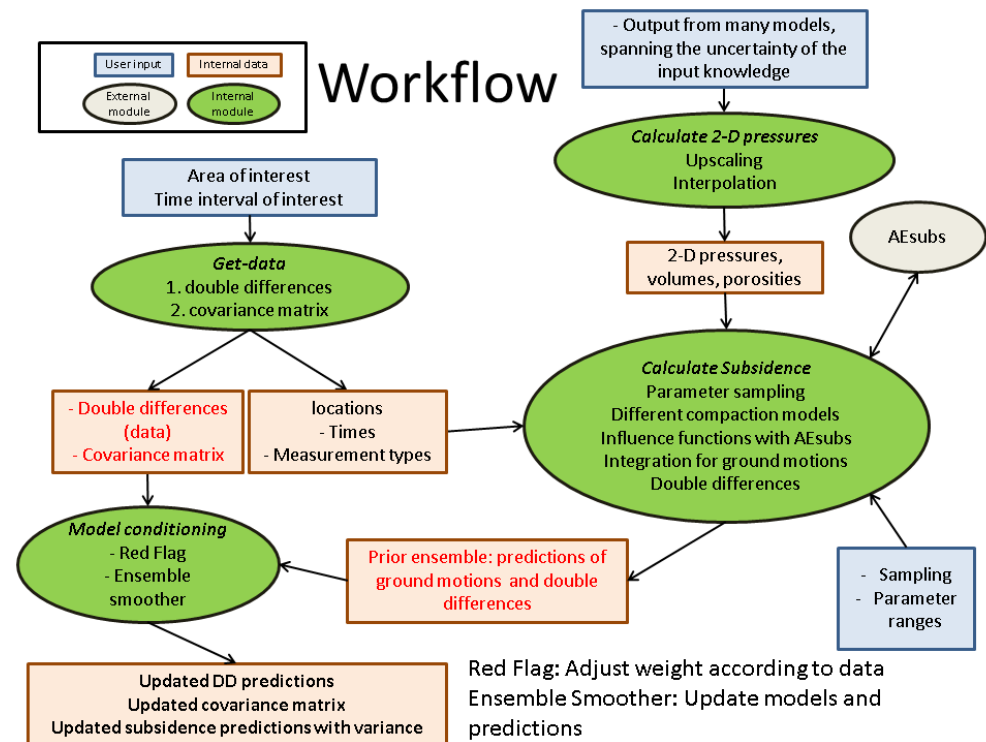 User input
Internal data
External
module
Internal
module
Workflow
- Output from many models,
spanning the uncertainty of the
input knowledge
Calculate 2-D pressures
Upscaling
Interpolation
Area of interest
Time interval of interest
AEsubs
2-D pressures,
volumes, porosities
Get-data
1. double differences
2. covariance matrix
Calculate Subsidence
Parameter sampling
Different compaction models
Influence functions with AEsubs
Integration for ground motions
Double differences
- Double differences
(data)
- Covariance matrix
locations
- Times
- Measurement types
Model conditioning
- Red Flag
- Ensemble
smoother
Prior ensemble: predictions of
ground motions and double
differences
- Sampling
- Parameter
ranges
Updated DD predictions
Updated covariance matrix
Updated subsidence predictions with variance
Red Flag: Adjust weight according to data
Ensemble Smoother: Update models and
predictions